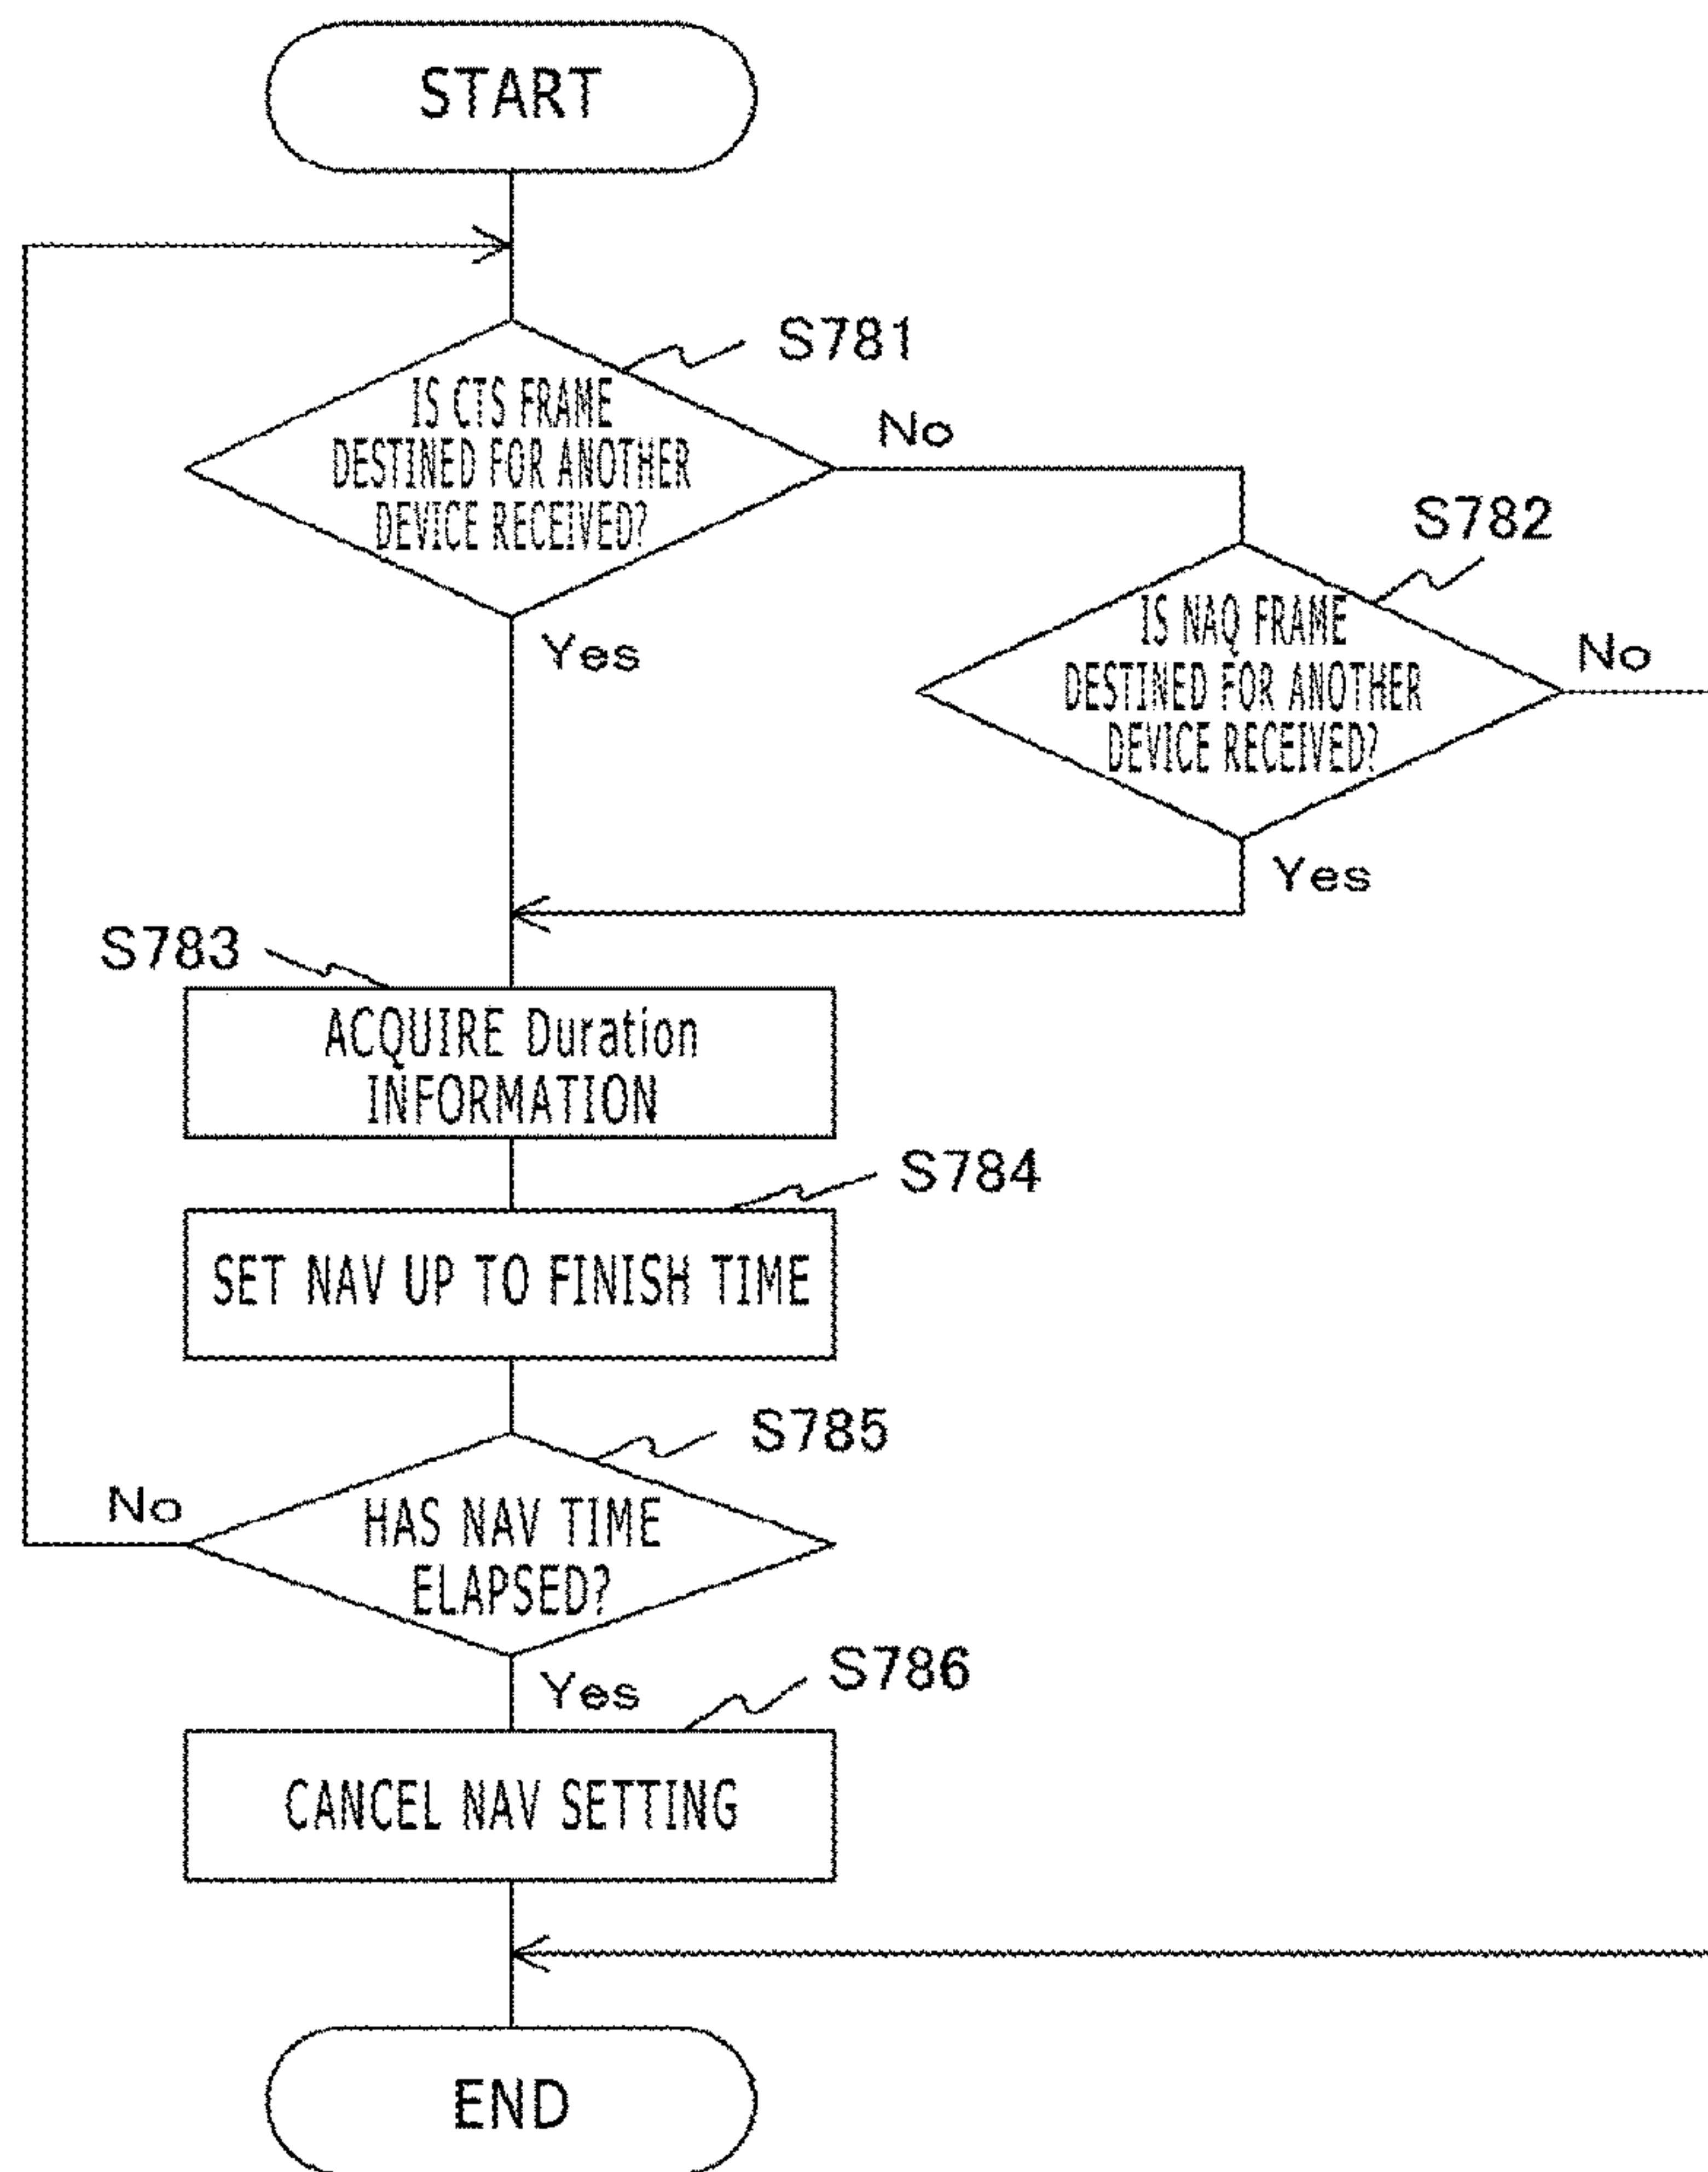 START
S781
IS CTS FRAME
DESTINED FOR ANOTHER
DEVICE RECEIVED?
No
Yes
S782
IS NAQ FRAME
DESTINED FOR ANOTHER
DEVICE RECEIVED?
No
Yes
S783
ACQUIRE Duration
INFORMATION
S784
SET NAV UP TO FINISH TIME
S785
HAS NAV TIME
ELAPSED?
No
Yes
S786
CANCEL NAV SETTING
END